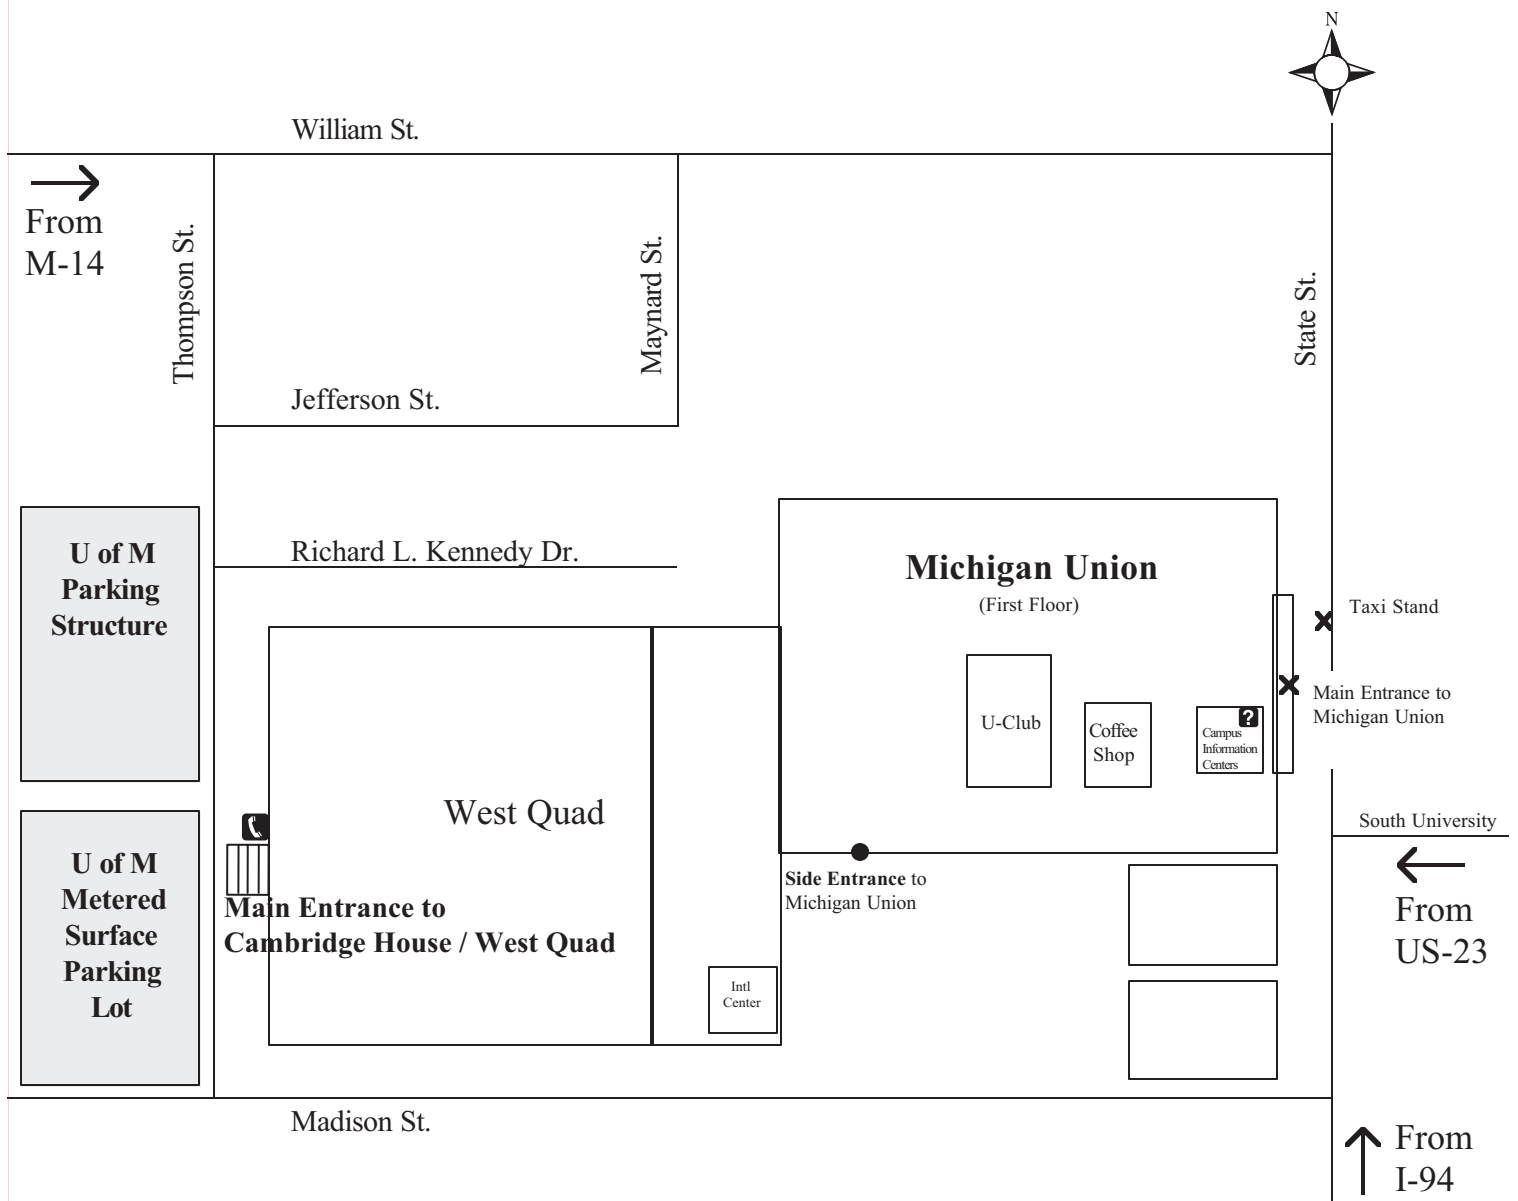 N
William St.
From
M-14
Thompson St.
Maynard St.
State St.
Jefferson St.
Richard L. Kennedy Dr.
U of M
Parking
Structure
Michigan Union
(First Floor)
Taxi Stand
Main Entrance to
Michigan Union
U-Club
Coffee
Shop
?
Campus
Information
Centers
West Quad
South University
U of M
Metered
Surface
Parking
Lot
Main Entrance to
Cambridge House / West Quad
Side Entrance to
Michigan Union
From
US-23
Intl
Center
Madison St.
From
I-94